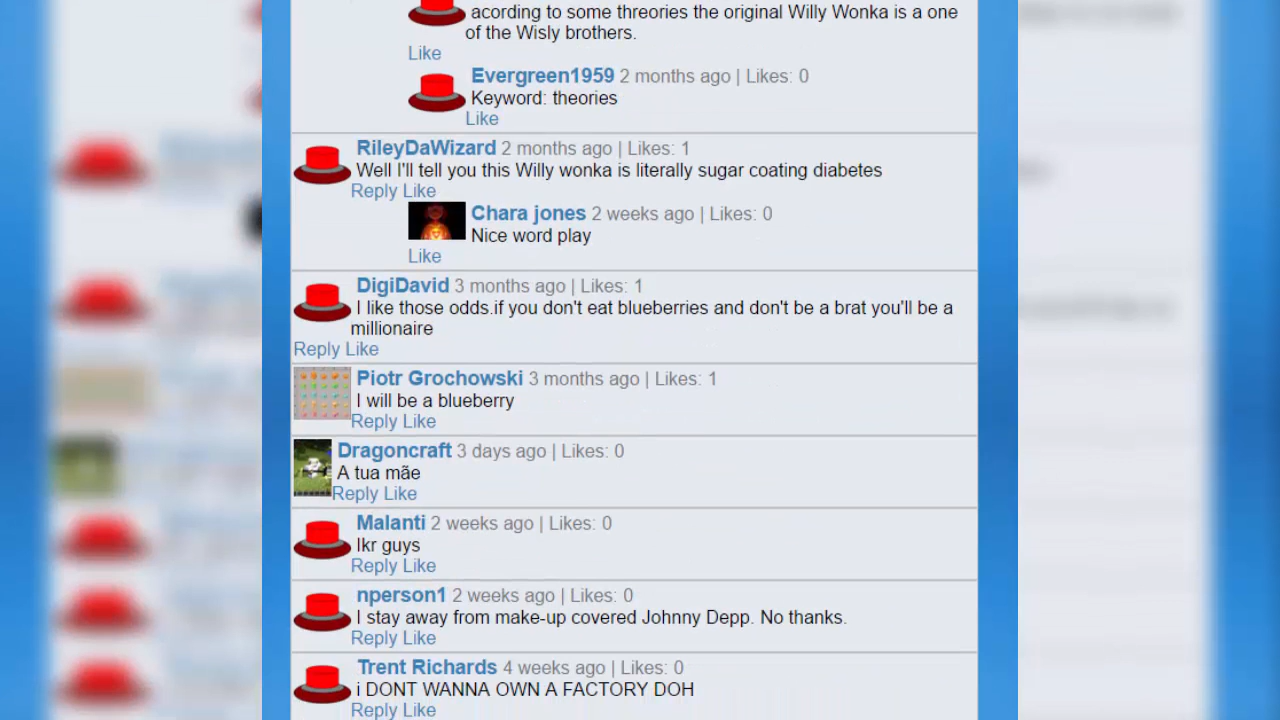 acording to some threories the original Willy Wonka is a one
of the Wisly brothers.
Like
Evergreen1959 2 months ago | Likes: 0
Keyword: theories
Like
RileyDaWizard 2 months ago | Likes: 1
Well I'll tell you this Willy wonka is literally sugar coating diabetes
Reply Like
Chara jones 2 weeks ago | Likes: 0
Nice word play
Like
DigiDavid 3 months ago | Likes: 1
I like those odds.if you don't eat blueberries and don't be a brat you'll be a
millionaire
Reply Like
Piotr Grochowski 3 months ago | Likes: 1
I will be a blueberry
Reply Like
Dragoncraft 3 days ago | Likes: 0
A tua mãe
Reply Like
Malanti 2 weeks ago | Likes: 0
Ikr guys
Reply Like
nperson1 2 weeks ago | Likes: 0
I stay away from make-up covered Johnny Depp. No thanks.
Reply Like
Trent Richards 4 weeks ago | Likes: 0
i DONT WANNA OWN A FACTORY DOH
Reply Like